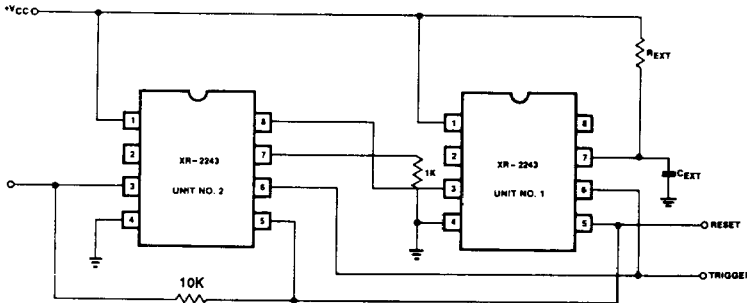 +VCC
REXT
1
2
3
4
8
7
6
5
XR-2243
UNIT NO. 2
1K
1
2
3
4
8
7
6
5
XR-2243
UNIT NO. 1
CEXT
RESET
TRIGGER
10K